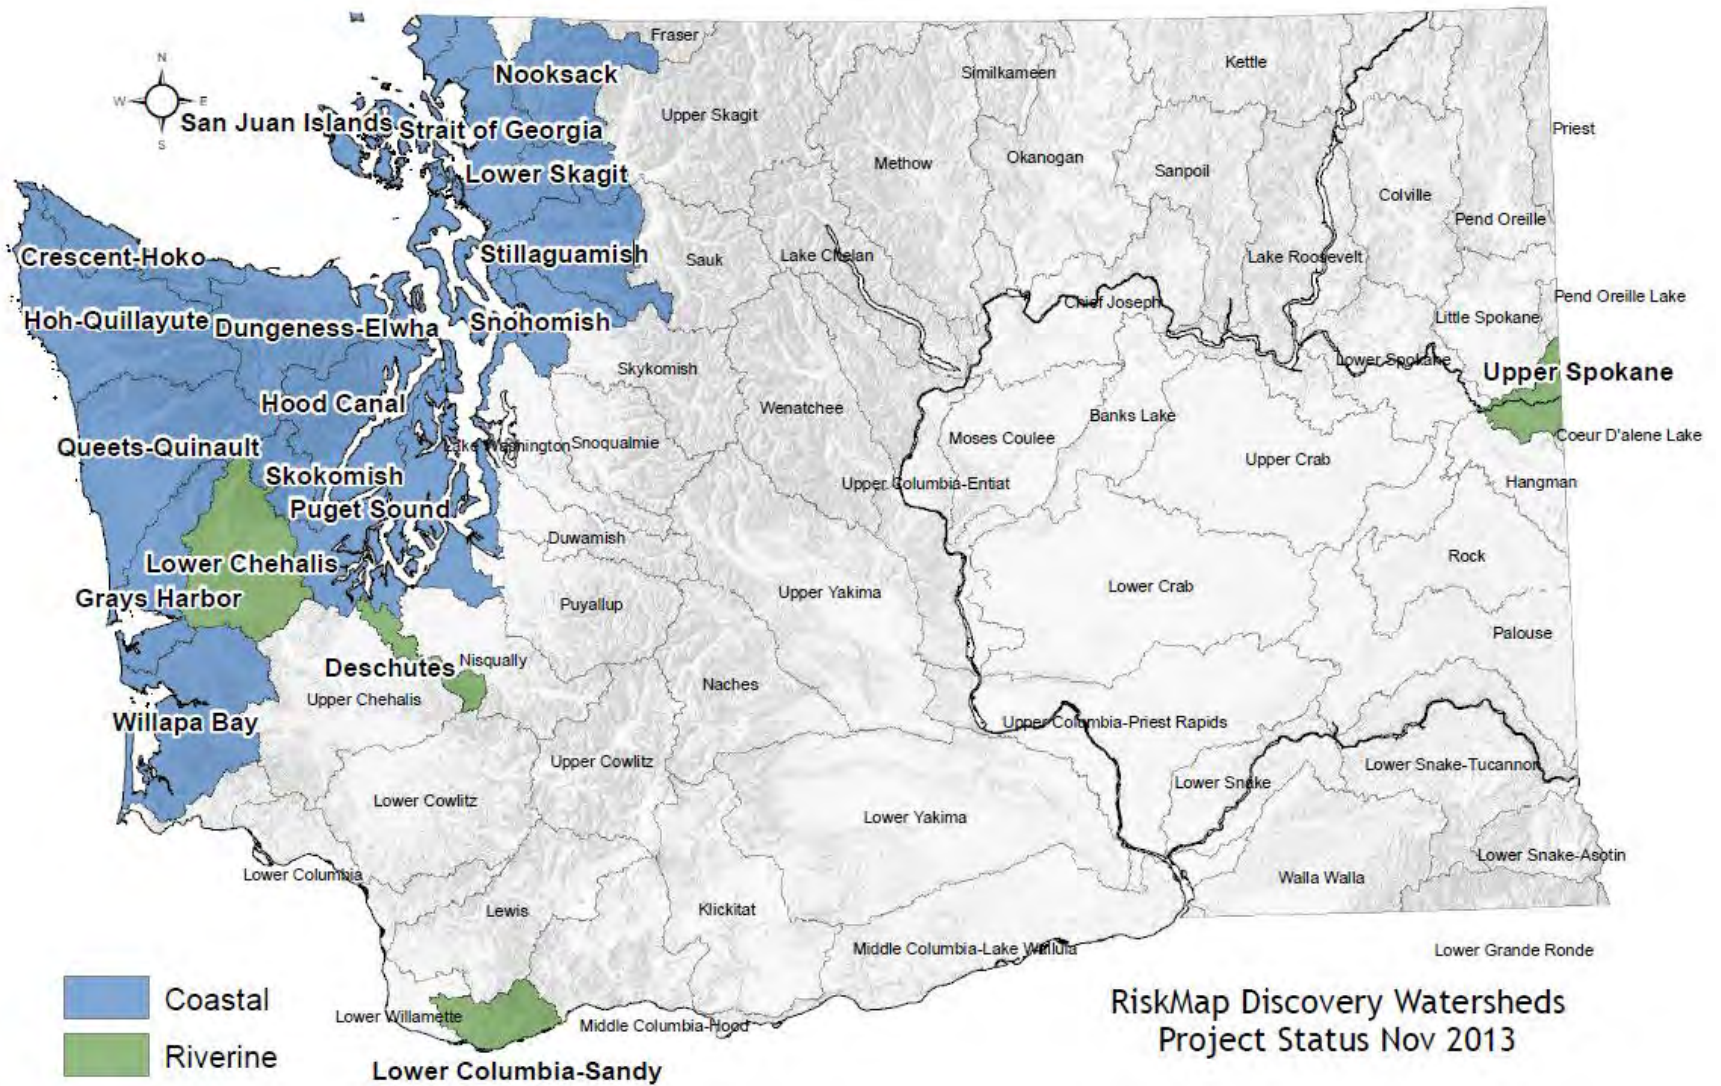 Fraser
Nooksack
Similkameen
Kettle
N
W
E
S
San Juan Islands
Strait of Georgia
Upper Skagit
Priest
Methow
Okanogan
Sanpoil
Lower Skagit
Colville
Pend Oreille
Crescent-Hoko
Stillaguamish
Sauk
Lake Chelan
Lake Roosevelt
Pend Oreille Lake
Chief Joseph
Hoh-Quillayute
Dungeness-Elwha
Snohomish
Little Spokane
Skykomish
Lower Spokane
Upper Spokane
Hood Canal
Wenatchee
Banks Lake
Moses Coulee
Coeur D'alene Lake
Queets-Quinault
Lake Washington
Snoqualmie
Upper Crab
Skokomish
Upper Columbia-Entiat
Hangman
Puget Sound
Duwamish
Rock
Lower Chehalis
Lower Crab
Grays Harbor
Puyallup
Upper Yakima
Palouse
Deschutes
Nisqually
Naches
Upper Chehalis
Willapa Bay
Upper Columbia-Priest Rapids
Upper Cowlitz
Lower Snake-Tucannon
Lower Snake
Lower Cowlitz
Lower Yakima
Lower Snake-Asotin
Lower Columbia
Walla Walla
Lewis
Klickitat
Middle Columbia-Lake Wallula
Lower Grande Ronde
Coastal
Lower Willamette
Middle Columbia-Hood
Riverine
Lower Columbia-Sandy
RiskMap Discovery Watersheds
Project Status Nov 2013